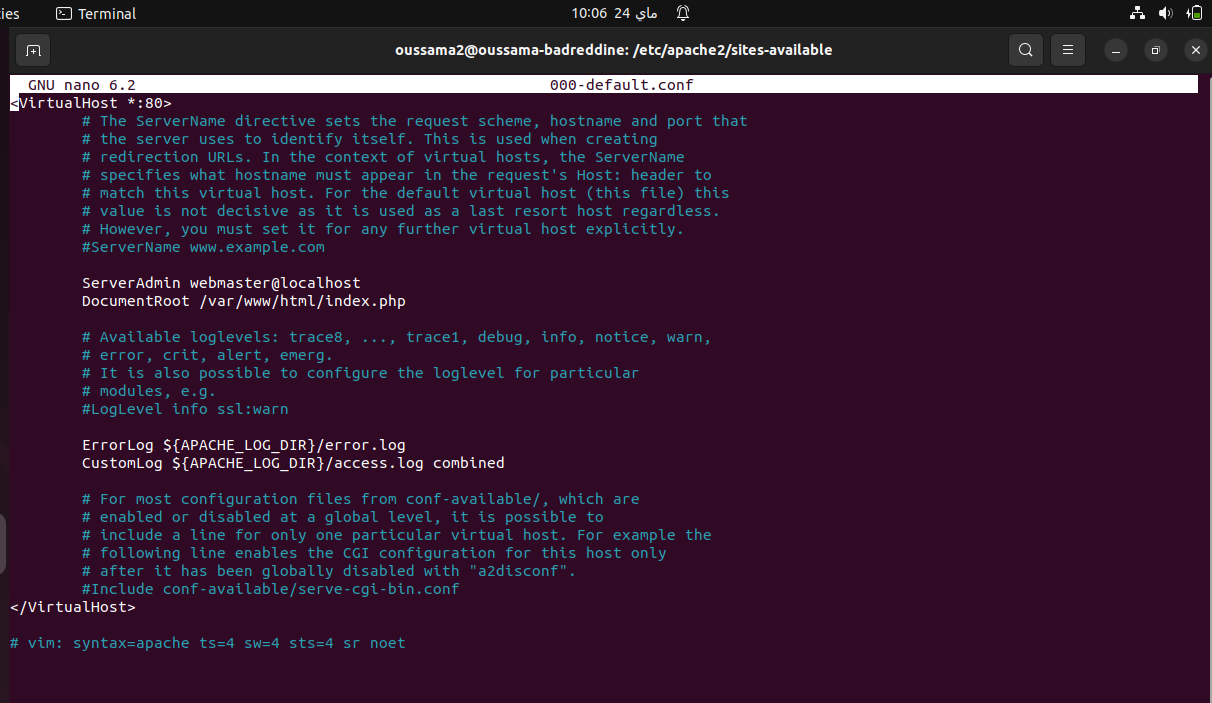 ies Terminal 10:06 24 ماي
oussama2@oussama-badreddine: /etc/apache2/sites-available
GNU nano 6.2 000-default.conf
<VirtualHost *:80>
# The ServerName directive sets the request scheme, hostname and port that
# the server uses to identify itself. This is used when creating
# redirection URLs. In the context of virtual hosts, the ServerName
# specifies what hostname must appear in the request's Host: header to
# match this virtual host. For the default virtual host (this file) this
# value is not decisive as it is used as a last resort host regardless.
# However, you must set it for any further virtual host explicitly.
#ServerName www.example.com
ServerAdmin webmaster@localhost
DocumentRoot /var/www/html/index.php
# Available loglevels: trace8, ..., trace1, debug, info, notice, warn,
# error, crit, alert, emerg.
# It is also possible to configure the loglevel for particular
# modules, e.g.
#LogLevel info ssl:warn
ErrorLog ${APACHE_LOG_DIR}/error.log
CustomLog ${APACHE_LOG_DIR}/access.log combined
# For most configuration files from conf-available/, which are
# enabled or disabled at a global level, it is possible to
# include a line for only one particular virtual host. For example the
# following line enables the CGI configuration for this host only
# after it has been globally disabled with "a2disconf".
#Include conf-available/serve-cgi-bin.conf
</VirtualHost>
# vim: syntax=apache ts=4 sw=4 sts=4 sr noet